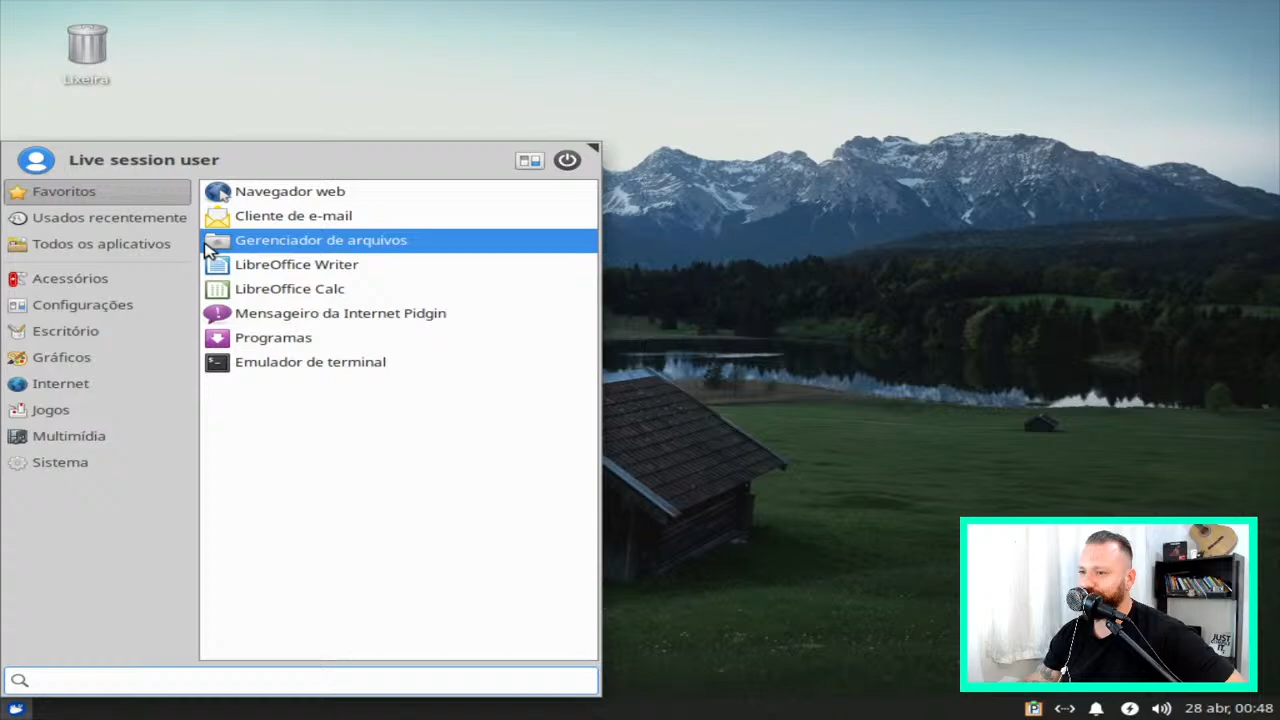 Lixeira
Live session user
Favoritos
Usados recentemente
Todos os aplicativos
Acessórios
Configurações
Escritório
Gráficos
Internet
Jogos
Multimídia
Sistema
Navegador web
Cliente de e-mail
Gerenciador de arquivos
LibreOffice Writer
LibreOffice Calc
Mensageiro da Internet Pidgin
Programas
Emulador de terminal
JUST
28 abr, 00:48